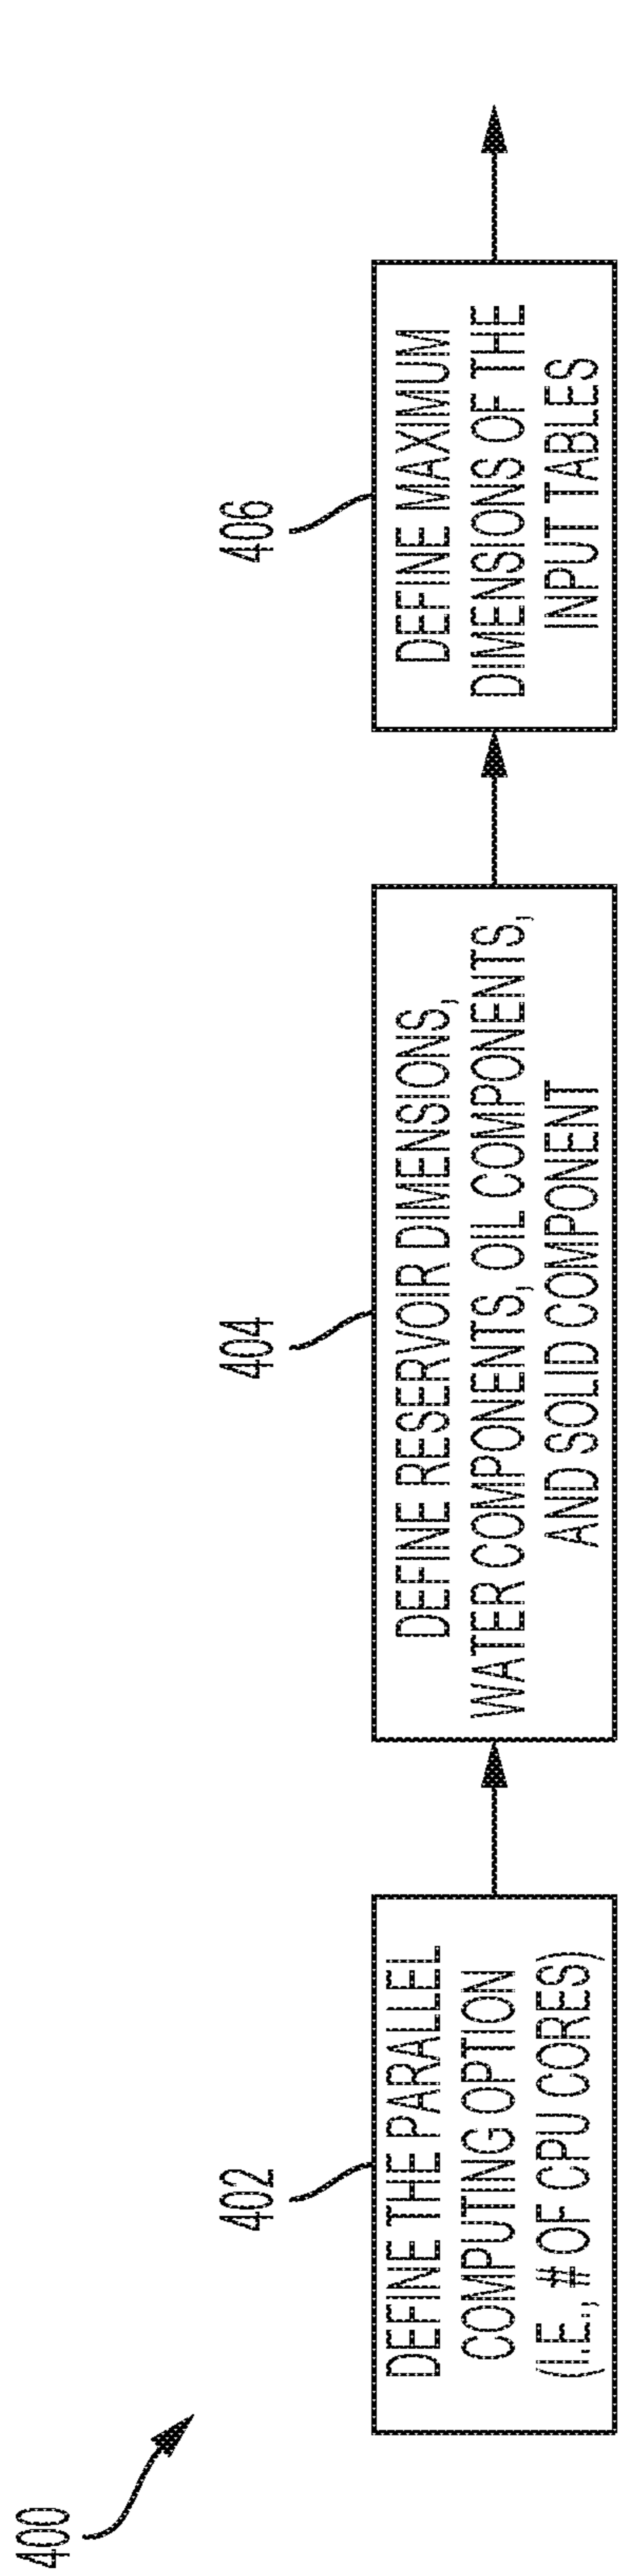 400
402
DEFINE THE PARALLEL
COMPUTING OPTION
(I.E., # OF CPU CORES)
404
DEFINE RESERVOIR DIMENSIONS,
WATER COMPONENTS, OIL COMPONENTS,
AND SOLID COMPONENT
406
DEFINE MAXIMUM
DIMENSIONS OF THE
INPUT TABLES